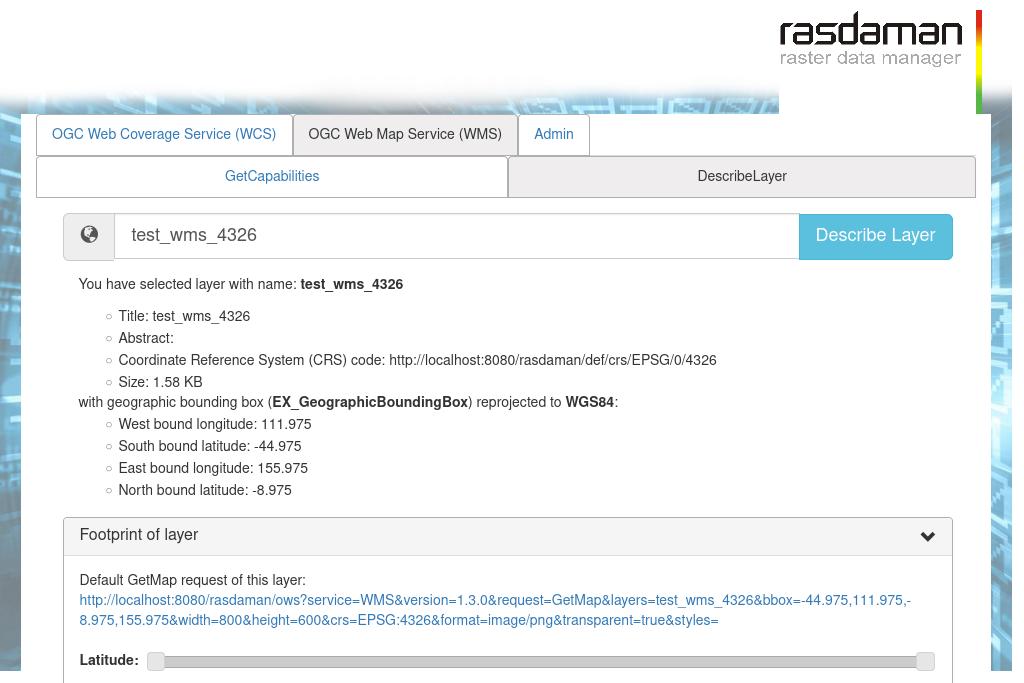 rasdaman
raster data manager
OGC Web Coverage Service (WCS)
OGC Web Map Service (WMS)
Admin
GetCapabilities
DescribeLayer
test_wms_4326
Describe Layer
You have selected layer with name: test_wms_4326
Title: test_wms_4326
Abstract:
Coordinate Reference System (CRS) code: http://localhost:8080/rasdaman/def/crs/EPSG/0/4326
Size: 1.58 KB
with geographic bounding box (EX_GeographicBoundingBox) reprojected to WGS84:
West bound longitude: 111.975
South bound latitude: -44.975
East bound longitude: 155.975
North bound latitude: -8.975
Footprint of layer
Default GetMap request of this layer:
http://localhost:8080/rasdaman/ows?service=WMS&version=1.3.0&request=GetMap&layers=test_wms_4326&bbox=-44.975,111.975,-
8.975,155.975&width=800&height=600&crs=EPSG:4326&format=image/png&transparent=true&styles=
Latitude: